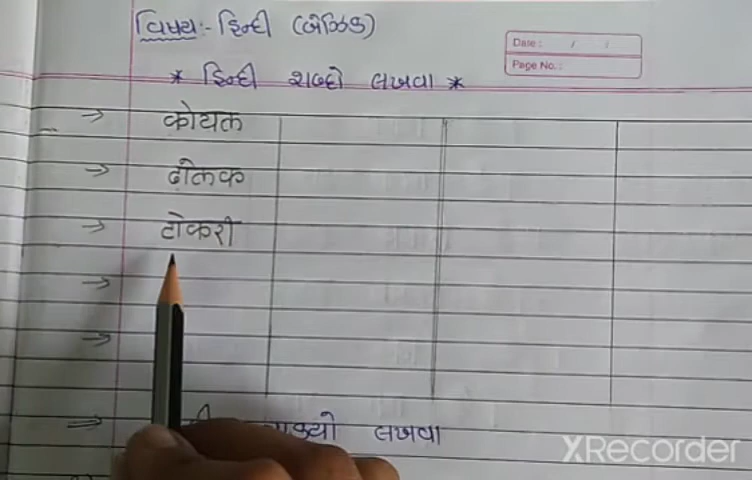 વિષય:- હિન્દી (બેઝિક)
Date : / /
Page No. :
* હિન્દી શબ્દો લખવા *
→ कोयल
→ ढोलक
→ टोकरी
→
→
⇒ લખવા
XRecorder